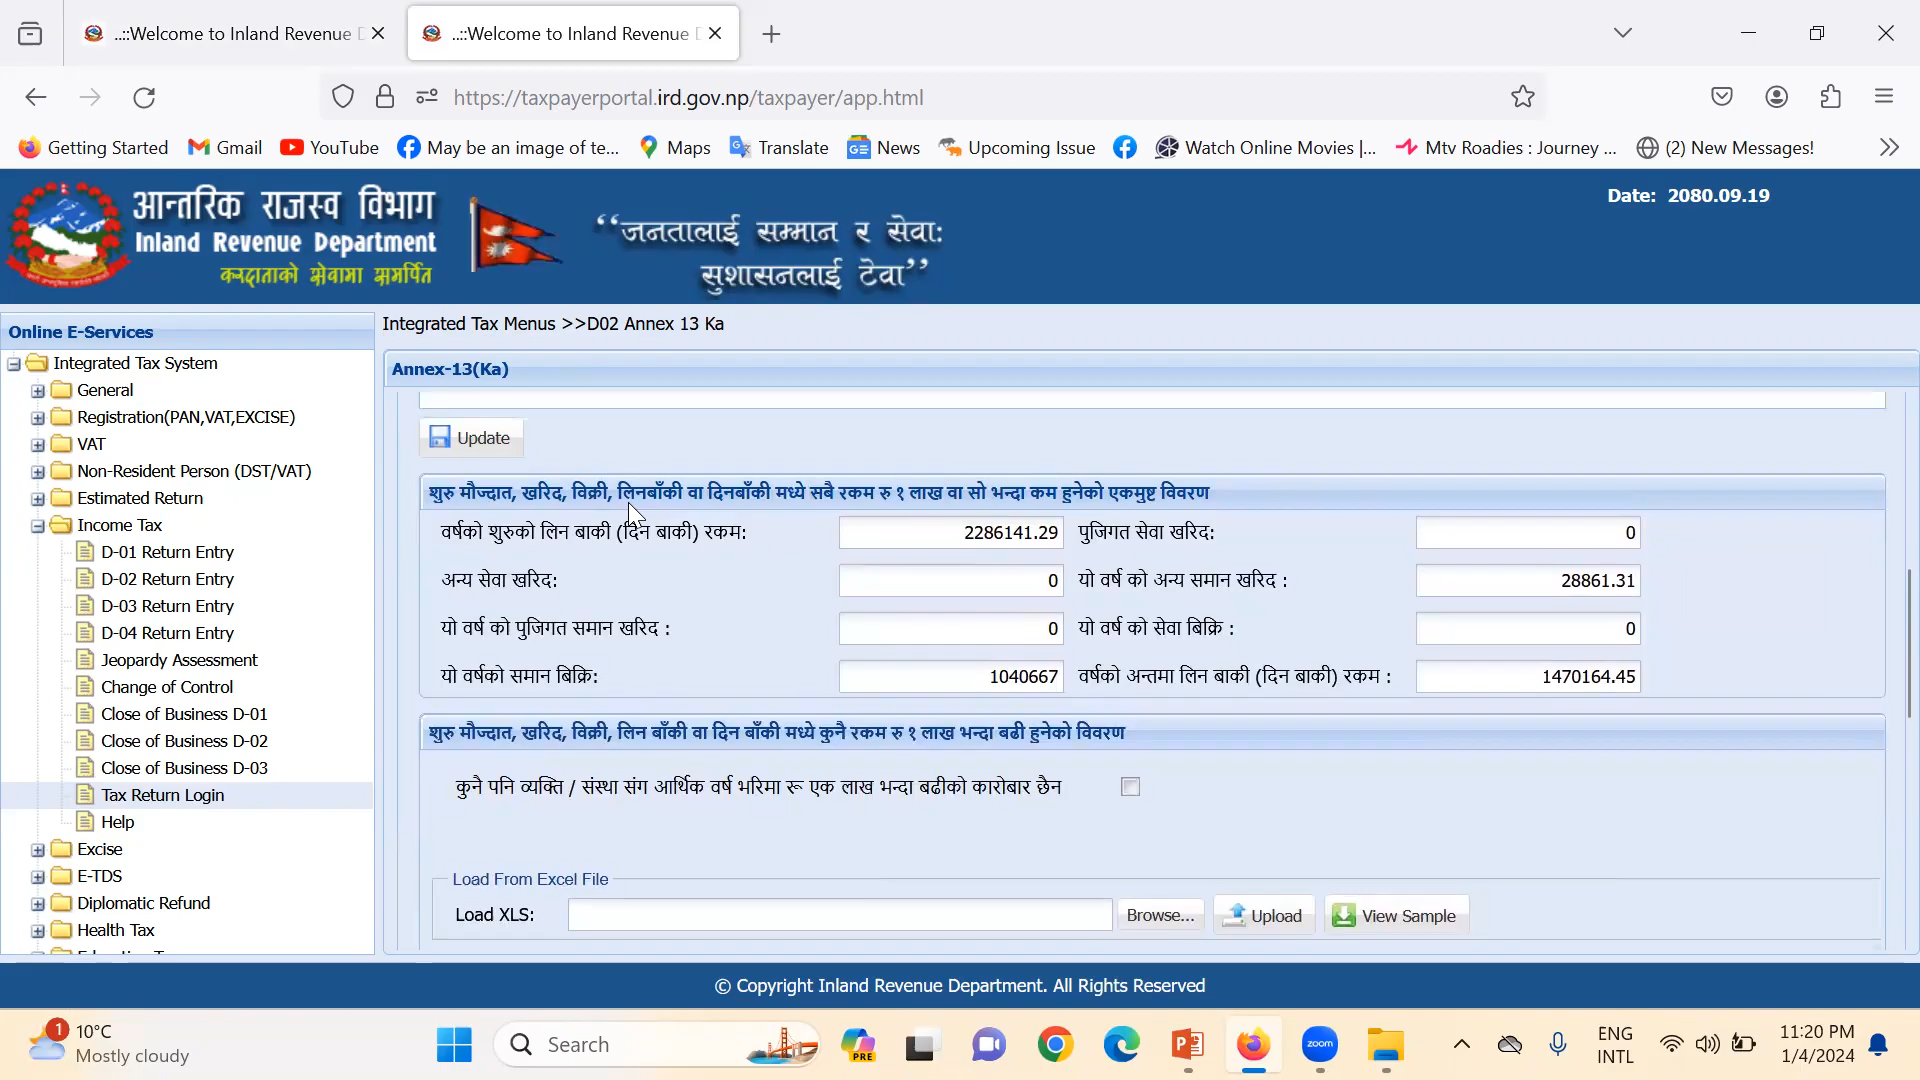 ..::Welcome to Inland Revenue D
..::Welcome to Inland Revenue D
https://taxpayerportal.ird.gov.np/taxpayer/app.html
Getting Started
Gmail
YouTube
May be an image of te...
Maps
Translate
News
Upcoming Issue
Watch Online Movies |...
Mtv Roadies : Journey ...
(2) New Messages!
आन्तरिक राजस्व विभाग
Inland Revenue Department
करदाताको सेवामा समर्पित
“जनतालाई सम्मान र सेवा:
सुशासनलाई टेवा”
Date: 2080.09.19
Online E-Services
Integrated Tax System
General
Registration(PAN,VAT,EXCISE)
VAT
Non-Resident Person (DST/VAT)
Estimated Return
Income Tax
D-01 Return Entry
D-02 Return Entry
D-03 Return Entry
D-04 Return Entry
Jeopardy Assessment
Change of Control
Close of Business D-01
Close of Business D-02
Close of Business D-03
Tax Return Login
Help
Excise
E-TDS
Diplomatic Refund
Health Tax
Integrated Tax Menus >>D02 Annex 13 Ka
Annex-13(Ka)
Update
शुरु मौज्दात, खरिद, विक्री, लिनबाँकी वा दिनबाँकी मध्ये सबै रकम रु १ लाख वा सो भन्दा कम हुनेको एकमुष्ट विवरण
वर्षको शुरुको लिन बाकी (दिन बाकी) रकम: 2286141.29 पुजिगत सेवा खरिद: 0
अन्य सेवा खरिद: 0 यो वर्ष को अन्य समान खरिद : 28861.31
यो वर्ष को पुजिगत समान खरिद : 0 यो वर्ष को सेवा बिक्रि : 0
यो वर्षको समान बिक्रि: 1040667 वर्षको अन्तमा लिन बाकी (दिन बाकी) रकम : 1470164.45
शुरु मौज्दात, खरिद, विक्री, लिन बाँकी वा दिन बाँकी मध्ये कुनै रकम रु १ लाख भन्दा बढी हुनेको विवरण
कुनै पनि व्यक्ति / संस्था संग आर्थिक वर्ष भरिमा रू एक लाख भन्दा बढीको कारोबार छैन
Load From Excel File
Load XLS: Browse... Upload View Sample
© Copyright Inland Revenue Department. All Rights Reserved
1
10°C
Mostly cloudy
Search
PRE
zoom
ENG
INTL
11:20 PM
1/4/2024